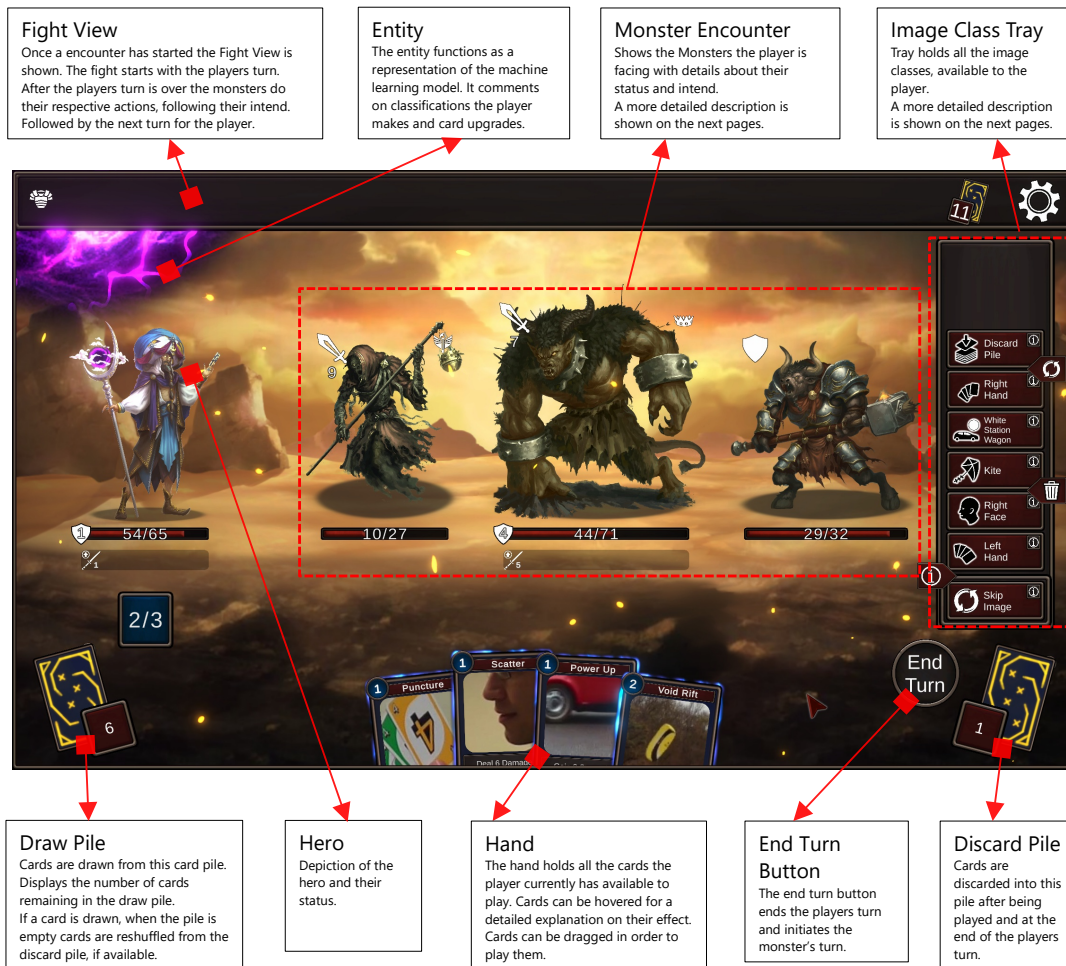 Fight View
Once a encounter has started the Fight View is
shown. The fight starts with the players turn.
After the players turn is over the monsters do
their respective actions, following their intend.
Followed by the next turn for the player.
Entity
The entity functions as a
representation of the machine
learning model. It comments
on classifications the player
makes and card upgrades.
Monster Encounter
Shows the Monsters the player is
facing with details about their
status and intend.
A more detailed description is
shown on the next pages.
Image Class Tray
Tray holds all the image
classes, available to the
player.
A more detailed description
is shown on the next pages.
11
9
7
Discard
Pile
Right
Hand
White
Station
Wagon
Kite
Right
Face
Left
Hand
Skip
Image
1
54/65
10/27
4
44/71
29/32
1
5
2/3
6
1
Puncture
1
Scatter
Deal 6 Damage
1
Power Up
2
Void Rift
End
Turn
1
Draw Pile
Cards are drawn from this card pile.
Displays the number of cards
remaining in the draw pile.
If a card is drawn, when the pile is
empty cards are reshuffled from the
discard pile, if available.
Hero
Depiction of the
hero and their
status.
Hand
The hand holds all the cards the
player currently has available to
play. Cards can be hovered for a
detailed explanation on their effect.
Cards can be dragged in order to
play them.
End Turn
Button
The end turn button
ends the players turn
and initiates the
monster's turn.
Discard Pile
Cards are
discarded into this
pile after being
played and at the
end of the players
turn.